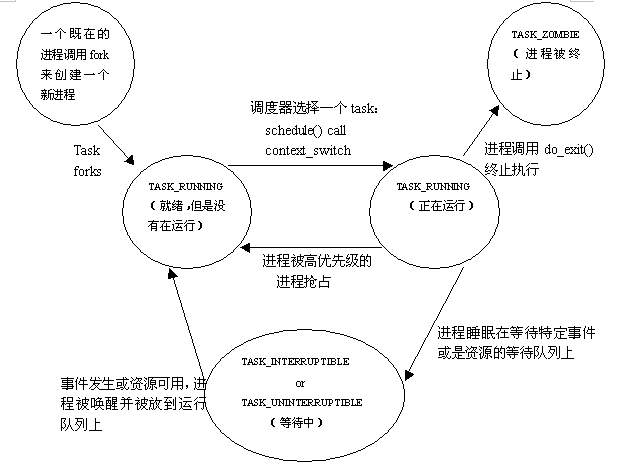 一个既在的
进程调用 fork
来创建一个
新进程
TASK_ZOMBIE
（进程被终
止）
调度器选择一个 task：
schedule() call
context_switch
Task
forks
进程调用 do_exit()
终止执行
TASK_RUNNING
（就绪，但是没
有在运行）
TASK_RUNNING
（正在运行）
进程被高优先级的
进程抢占
进程睡眠在等待特定事件
或是资源的等待队列上
TASK_INTERRUPTIBLE
or
TASK_UNINTERRUPTIBLE
（等待中）
事件发生或资源可用，进
程被唤醒并被放到运行
队列上